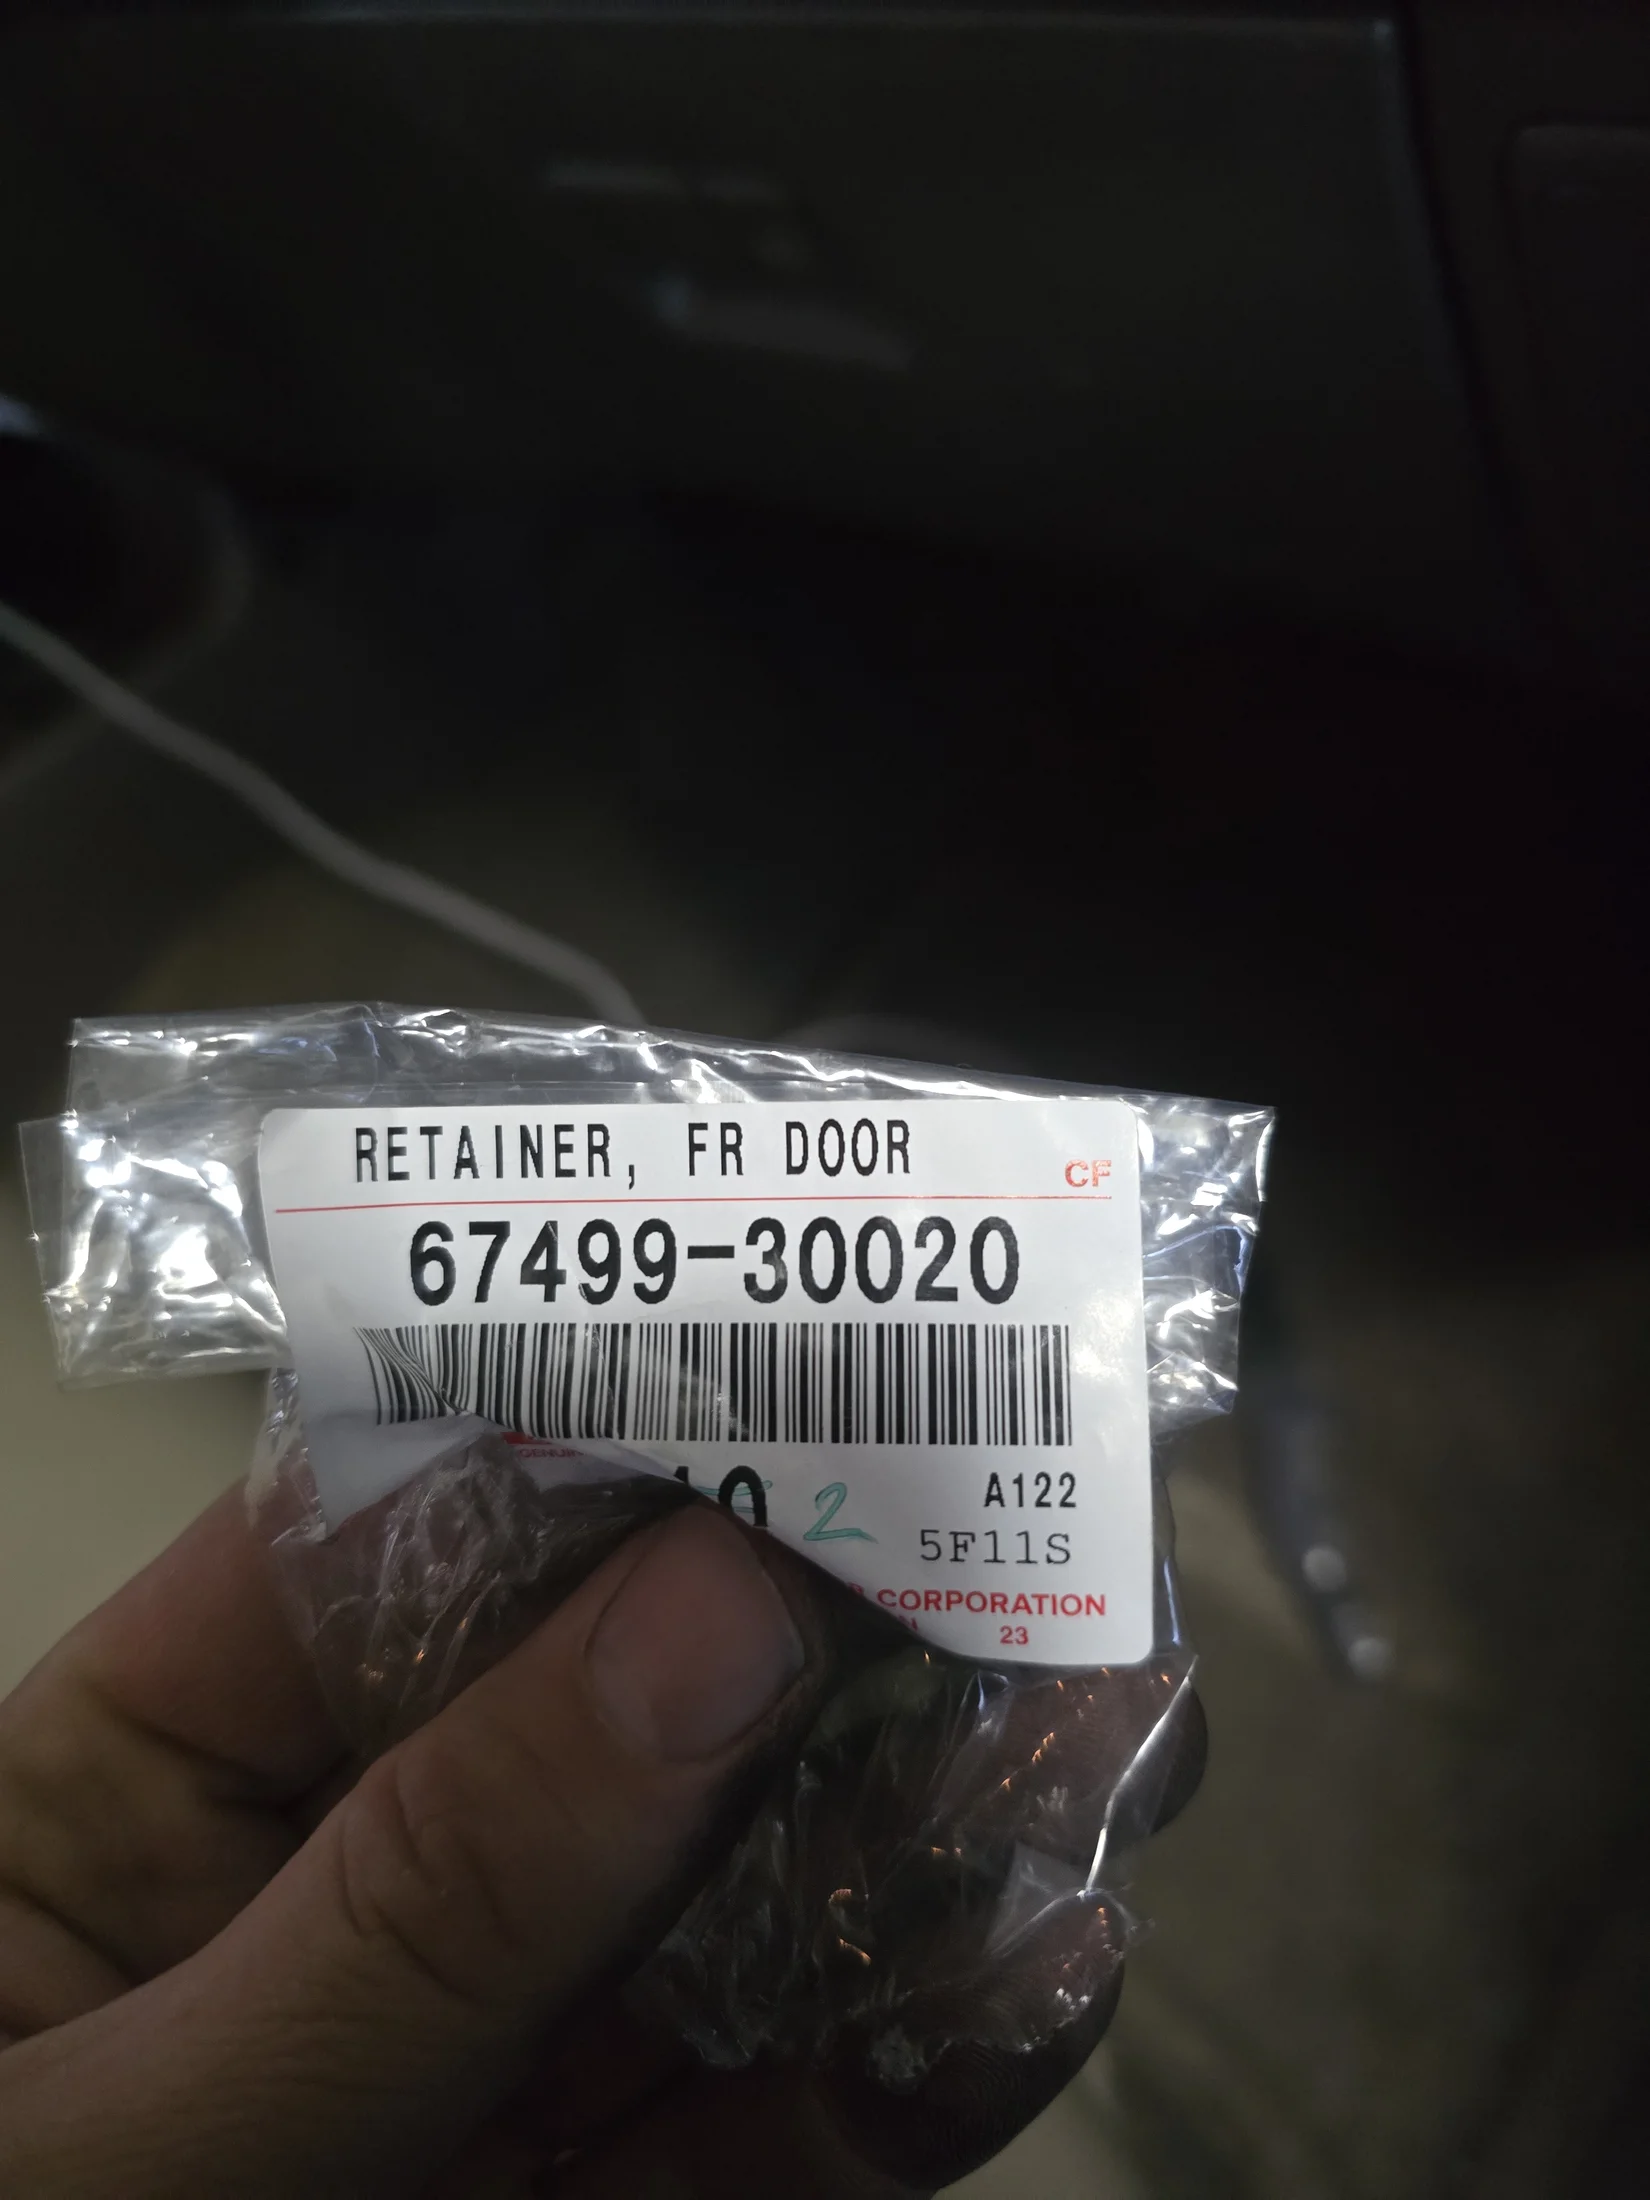 RETAINER, FR DOOR
CF
67499-30020
2
A122
5F11S
CORPORATION
23